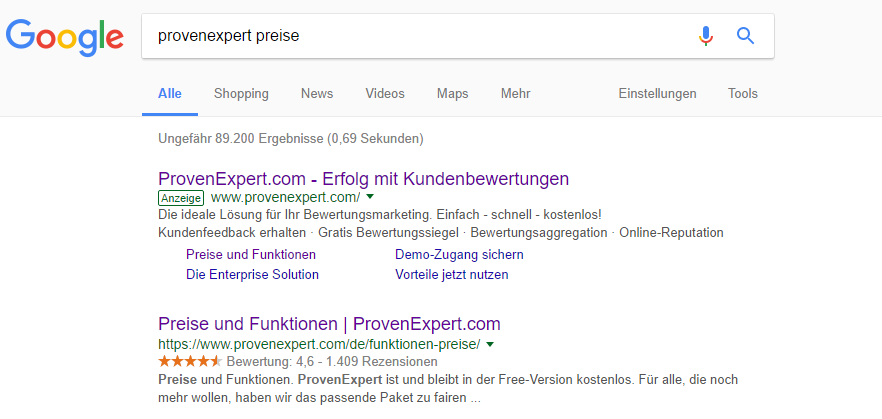 Google
provenexpert preise
Alle Shopping News Videos Maps Mehr Einstellungen Tools
Ungefähr 89.200 Ergebnisse (0,69 Sekunden)
ProvenExpert.com - Erfolg mit Kundenbewertungen
Anzeige www.provenexpert.com/
Die ideale Lösung für Ihr Bewertungsmarketing. Einfach - schnell - kostenlos!
Kundenfeedback erhalten · Gratis Bewertungssiegel · Bewertungsaggregation · Online-Reputation
Preise und Funktionen Demo-Zugang sichern
Die Enterprise Solution Vorteile jetzt nutzen
Preise und Funktionen | ProvenExpert.com
https://www.provenexpert.com/de/funktionen-preise/
Bewertung: 4,6 - 1.409 Rezensionen
Preise und Funktionen. ProvenExpert ist und bleibt in der Free-Version kostenlos. Für alle, die noch
mehr wollen, haben wir das passende Paket zu fairen ...